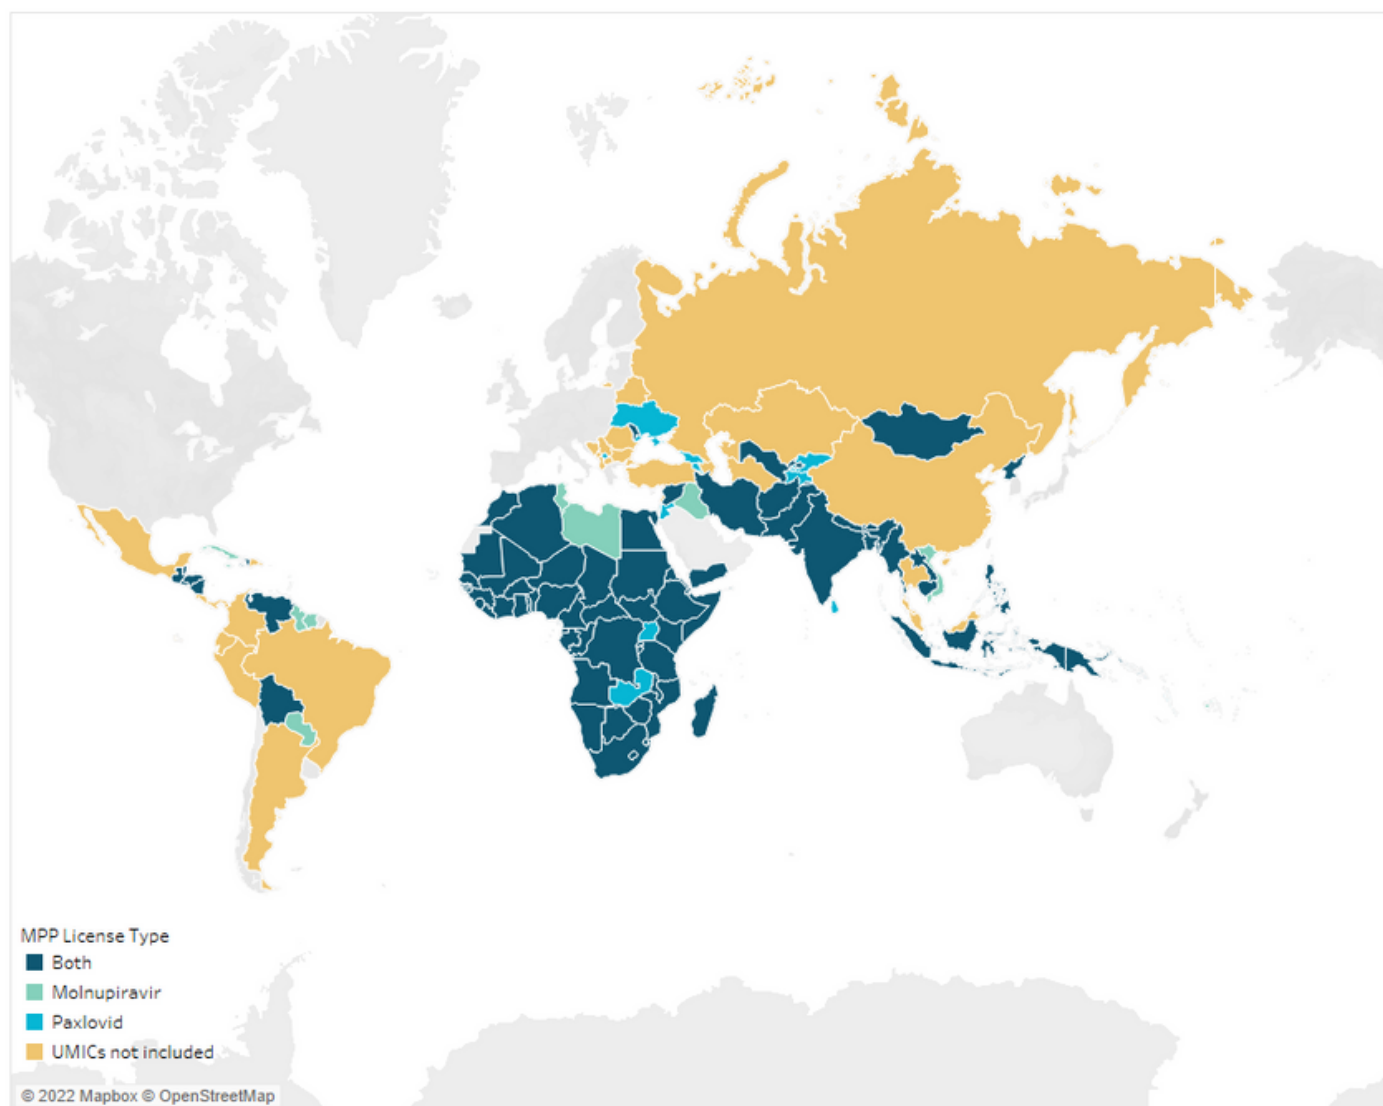 MPP License Type
Both
Molnupiravir
Paxlovid
UMICs not included
© 2022 Mapbox © OpenStreetMap